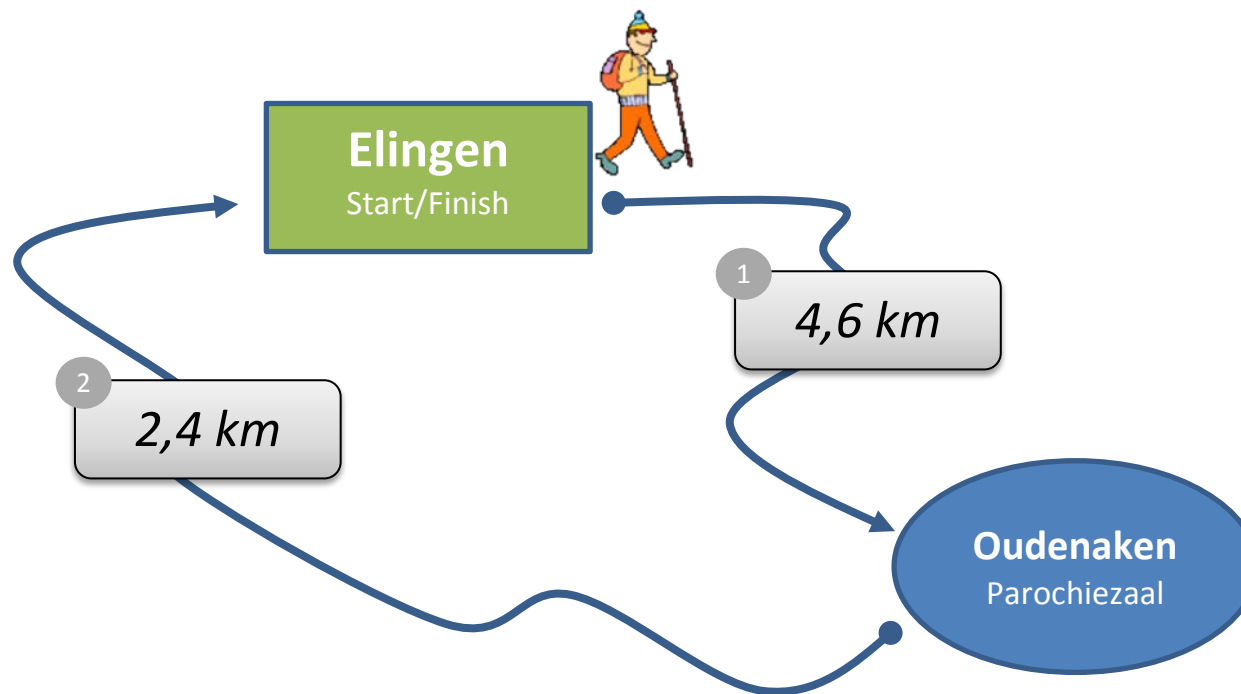 Elingen
Start/Finish
1
4,6 km
2
2,4 km
Oudenaken
Parochiezaal